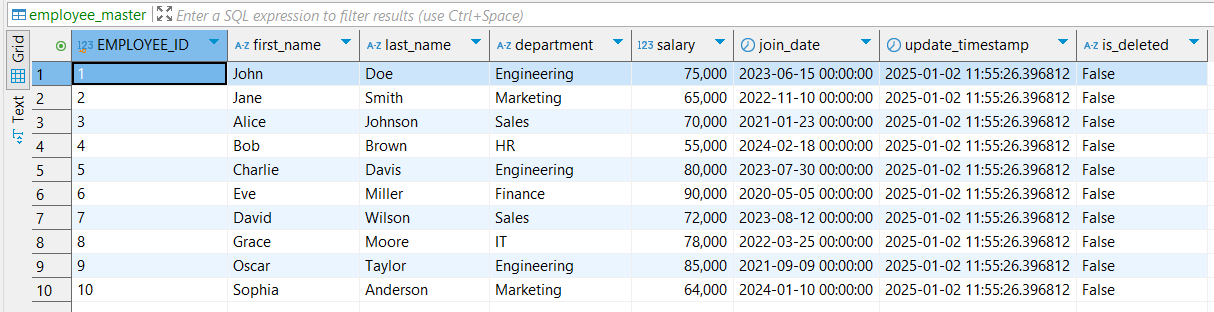 employee_master Enter a SQL expression to filter results (use Ctrl+Space)
Grid
Text
123 EMPLOYEE_ID A-Z first_name A-Z last_name A-Z department 123 salary join_date update_timestamp A-Z is_deleted
1 1 John Doe Engineering 75,000 2023-06-15 00:00:00 2025-01-02 11:55:26.396812 False
2 2 Jane Smith Marketing 65,000 2022-11-10 00:00:00 2025-01-02 11:55:26.396812 False
3 3 Alice Johnson Sales 70,000 2021-01-23 00:00:00 2025-01-02 11:55:26.396812 False
4 4 Bob Brown HR 55,000 2024-02-18 00:00:00 2025-01-02 11:55:26.396812 False
5 5 Charlie Davis Engineering 80,000 2023-07-30 00:00:00 2025-01-02 11:55:26.396812 False
6 6 Eve Miller Finance 90,000 2020-05-05 00:00:00 2025-01-02 11:55:26.396812 False
7 7 David Wilson Sales 72,000 2023-08-12 00:00:00 2025-01-02 11:55:26.396812 False
8 8 Grace Moore IT 78,000 2022-03-25 00:00:00 2025-01-02 11:55:26.396812 False
9 9 Oscar Taylor Engineering 85,000 2021-09-09 00:00:00 2025-01-02 11:55:26.396812 False
10 10 Sophia Anderson Marketing 64,000 2024-01-10 00:00:00 2025-01-02 11:55:26.396812 False